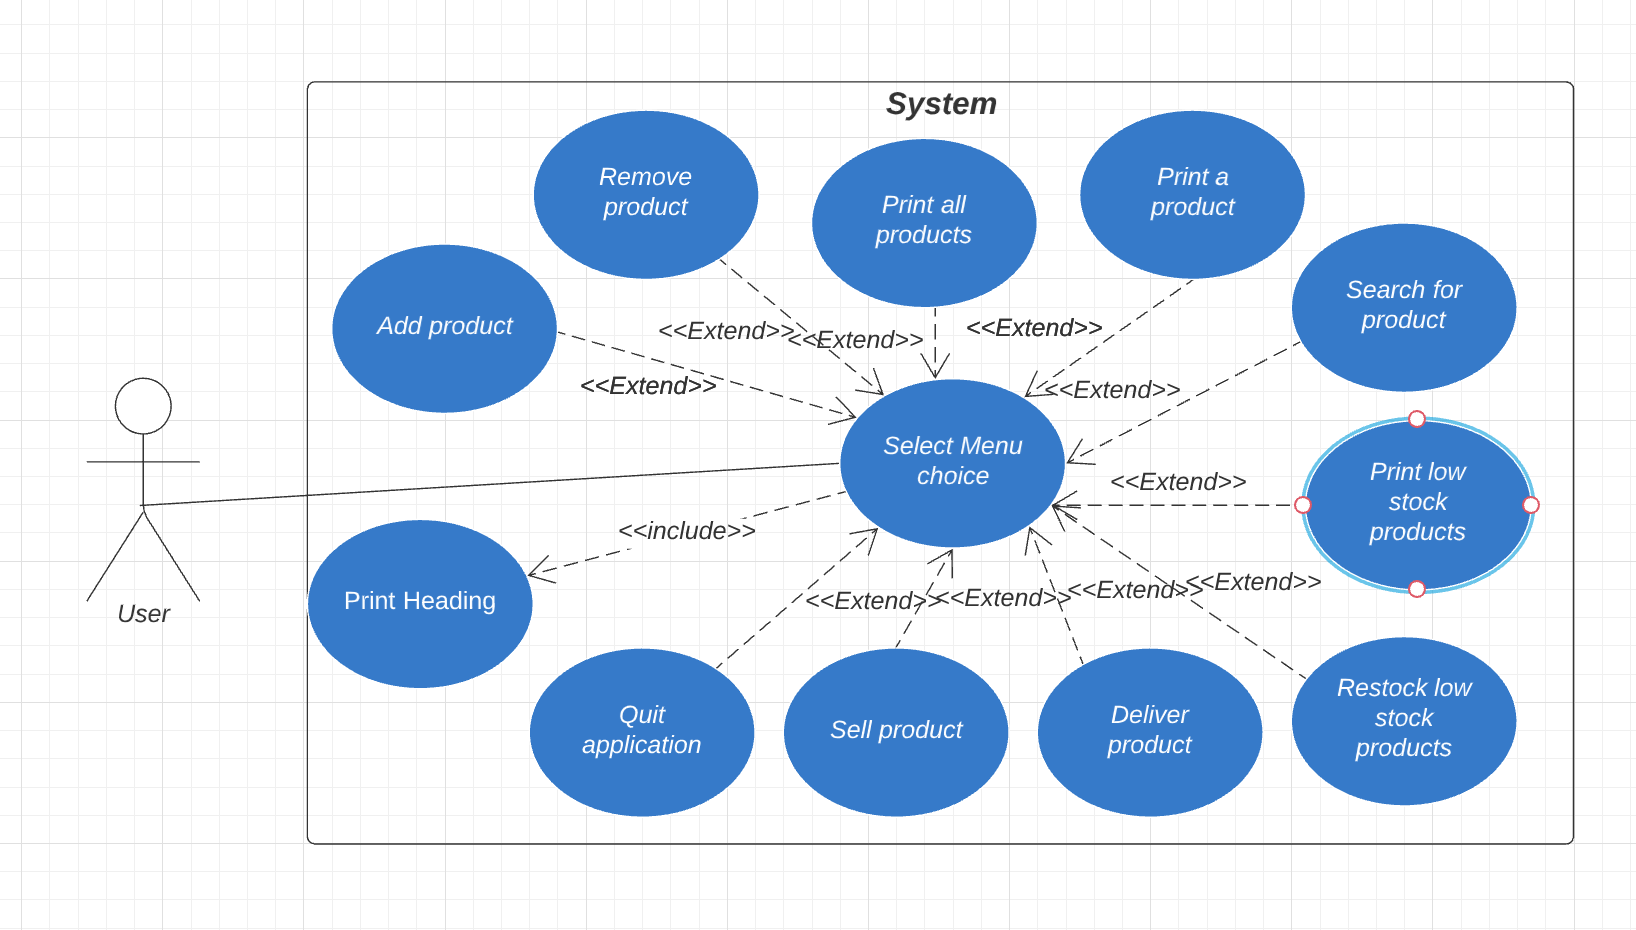 System
Remove
product
Print all
products
Print a
product
Search for
product
Add product
<<Extend>>
<<Extend>>
<<Extend>>
<<Extend>>
<<Extend>>
Select Menu
choice
Print low
stock
products
<<Extend>>
<<include>>
Print Heading
User
<<Extend>>
<<Extend>>
<<Extend>>
<<Extend>>
Quit
application
Sell product
Deliver
product
Restock low
stock
products